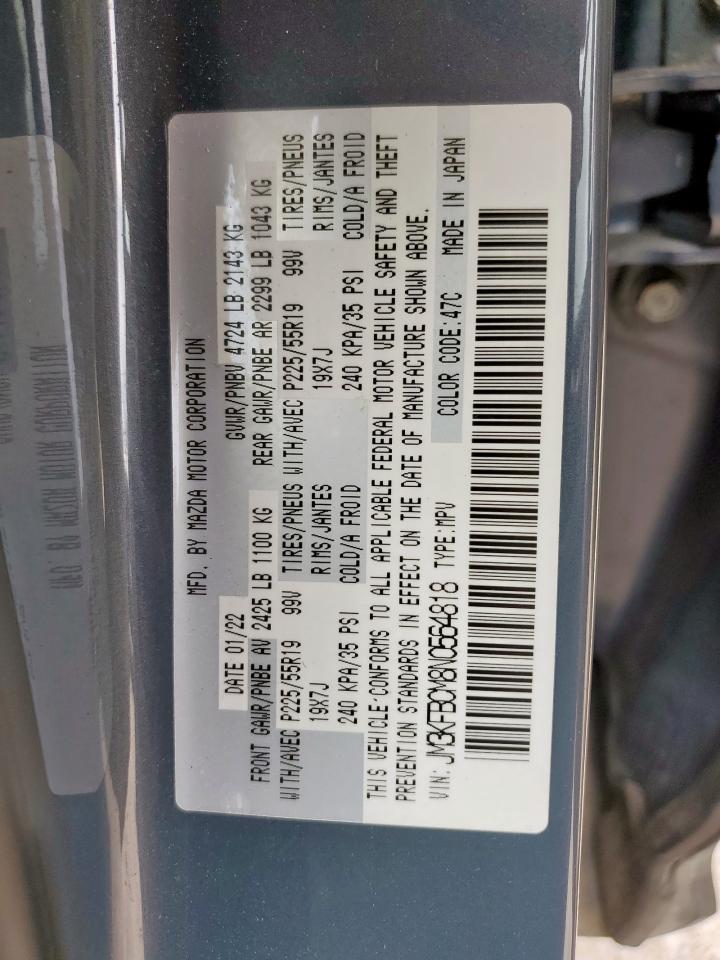 MFD. BY MAZDA MOTOR CORPORATION
DATE 01/22 GVWR/PNBV 4724 LB 2143 KG
FRONT GAWR/PNBE AV 2425 LB 1100 KG REAR GAWR/PNBE AR 2299 LB 1043 KG
WITH/AVEC P225/55R19 99V TIRES/PNEUS WITH/AVEC P225/55R19 99V TIRES/PNEUS
19X7J RIMS/JANTES 19X7J RIMS/JANTES
240 KPA/35 PSI COLD/A FROID 240 KPA/35 PSI COLD/A FROID
THIS VEHICLE CONFORMS TO ALL APPLICABLE FEDERAL MOTOR VEHICLE SAFETY AND THEFT
PREVENTION STANDARDS IN EFFECT ON THE DATE OF MANUFACTURE SHOWN ABOVE.
VIN: JM3KFBCM8N0564818 TYPE:MPV COLOR CODE:47C MADE IN JAPAN